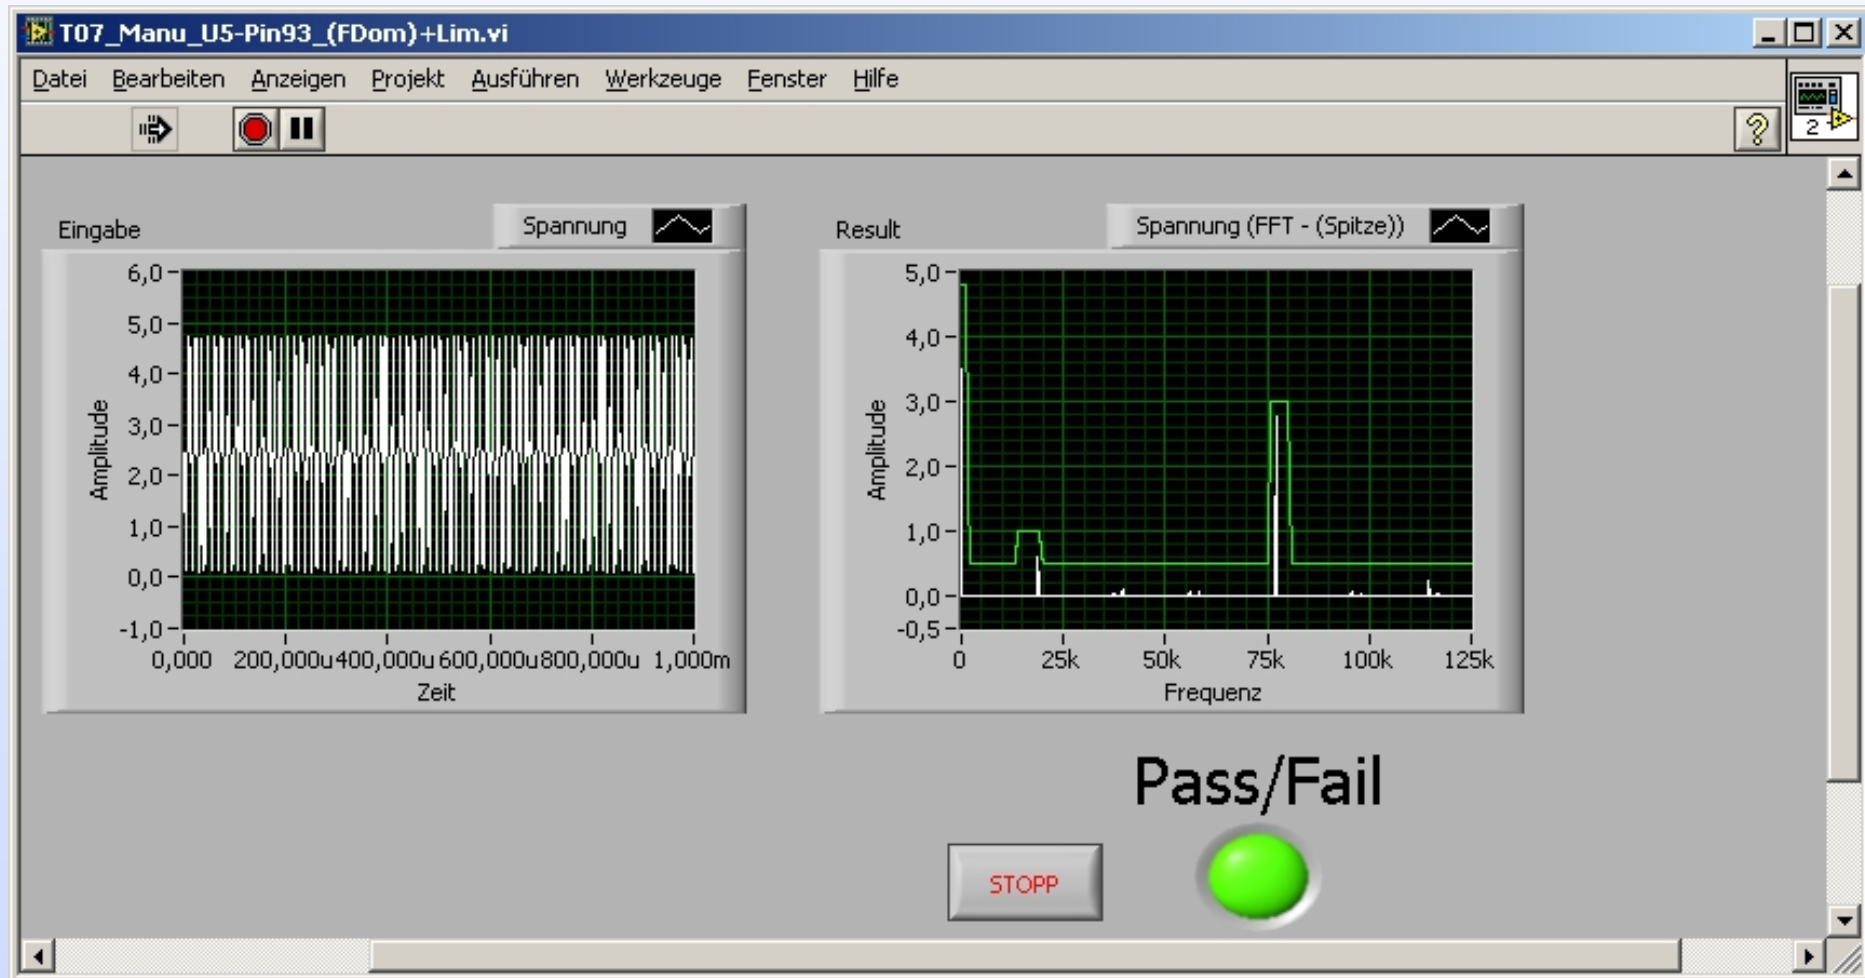 T07_Manu_U5-Pin93_(FDom)+Lim.vi
Datei Bearbeiten Anzeigen Projekt Ausführen Werkzeuge Fenster Hilfe
?
2
Eingabe
Spannung
6,0
5,0
4,0
3,0
2,0
1,0
0,0
-1,0
Amplitude
0,000 200,000u 400,000u 600,000u 800,000u 1,000m
Zeit
Result
Spannung (FFT - (Spitze))
5,0
4,0
3,0
2,0
1,0
0,0
-0,5
Amplitude
0 25k 50k 75k 100k 125k
Frequenz
Pass/Fail
STOPP